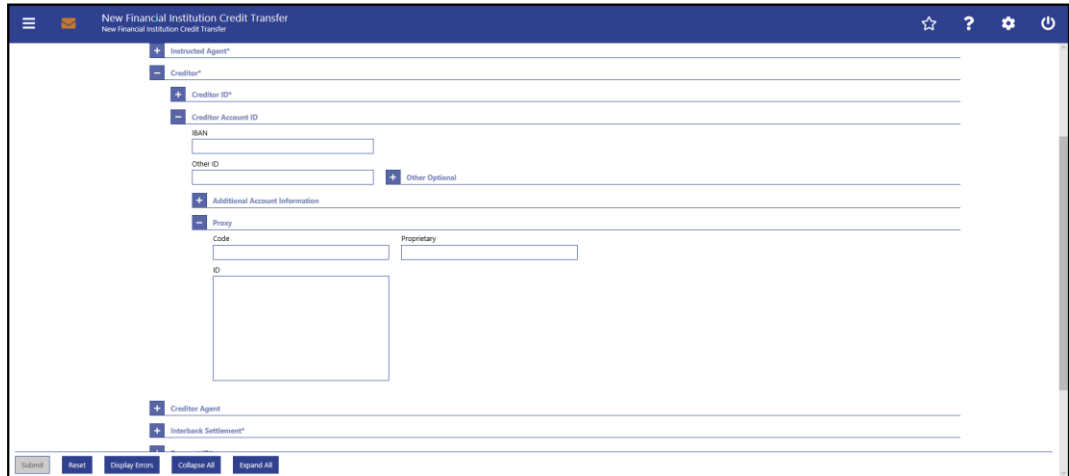 New Financial Institution Credit Transfer
New Financial Institution Credit Transfer
?
Instructed Agent*
Creditor*
Creditor ID*
Creditor Account ID
IBAN
Other ID
Other Optional
Additional Account Information
Proxy
Code Proprietary
ID
Creditor Agent
Interbank Settlement*
Submit Reset Display Errors Collapse All Expand All